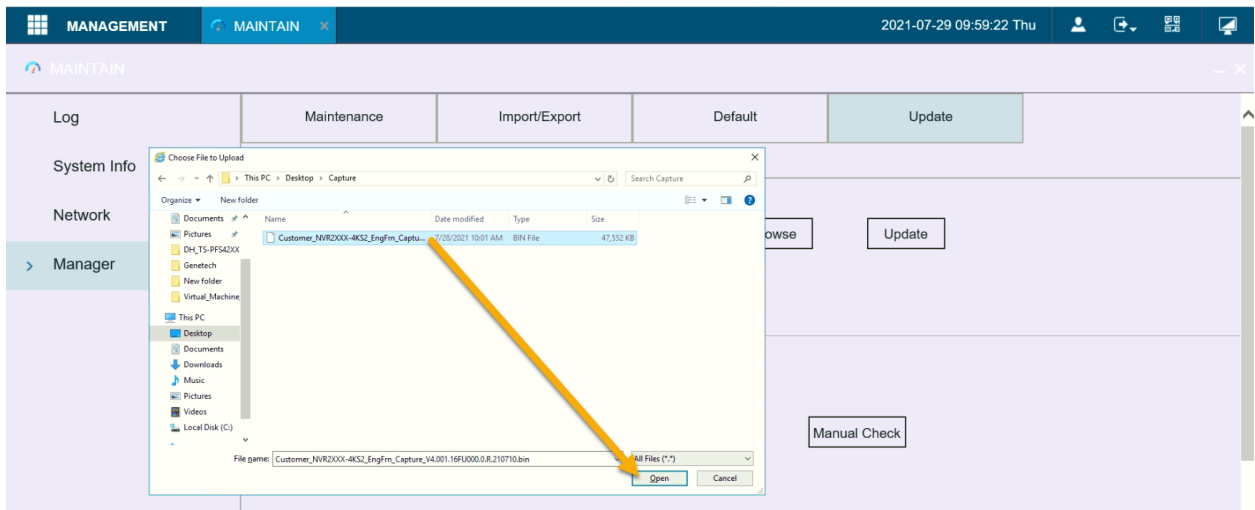 MANAGEMENT MAINTAIN × 2021-07-29 09:59:22 Thu
MAINTAIN
Log Maintenance Import/Export Default Update
System Info
Network
Manager
Choose File to Upload
This PC › Desktop › Capture Search Capture
Organize New folder
Documents
Pictures
DH_TS-PFS42XX
Genetech
New folder
Virtual_Machine
This PC
Desktop
Documents
Downloads
Music
Pictures
Videos
Local Disk (C:)
Name Date modified Type Size
Customer_NVR2XXX-4KS2_EngFrn_Captu... 7/28/2021 10:01 AM BIN File 47,552 KB
File name: Customer_NVR2XXX-4KS2_EngFrn_Capture_V4.001.16FU000.0.R.210710.bin All Files (*.*)
Open Cancel
owse Update
Manual Check